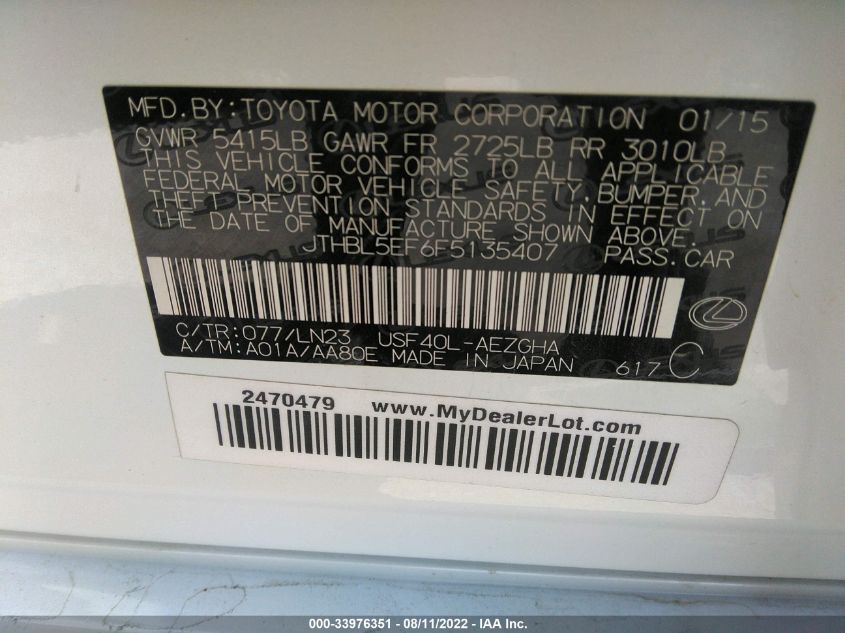 MFD.BY:TOYOTA MOTOR CORPORATION 01/15
GVWR 5415LB GAWR FR 2725LB RR 3010LB
THIS VEHICLE CONFORMS TO ALL APPLICABLE
FEDERAL MOTOR VEHICLE SAFETY,BUMPER,AND
THEFT PREVENTION STANDARDS IN EFFECT ON
THE DATE OF MANUFACTURE SHOWN ABOVE.
JTHBL5EF6F5135407 PASS.CAR
C/TR:077/LN23 USF40L-AEZGHA
A/TM:A01A/AA80E MADE IN JAPAN 617 C
2470479 www.MyDealerLot.com
000-33976351 - 08/11/2022 - IAA Inc.